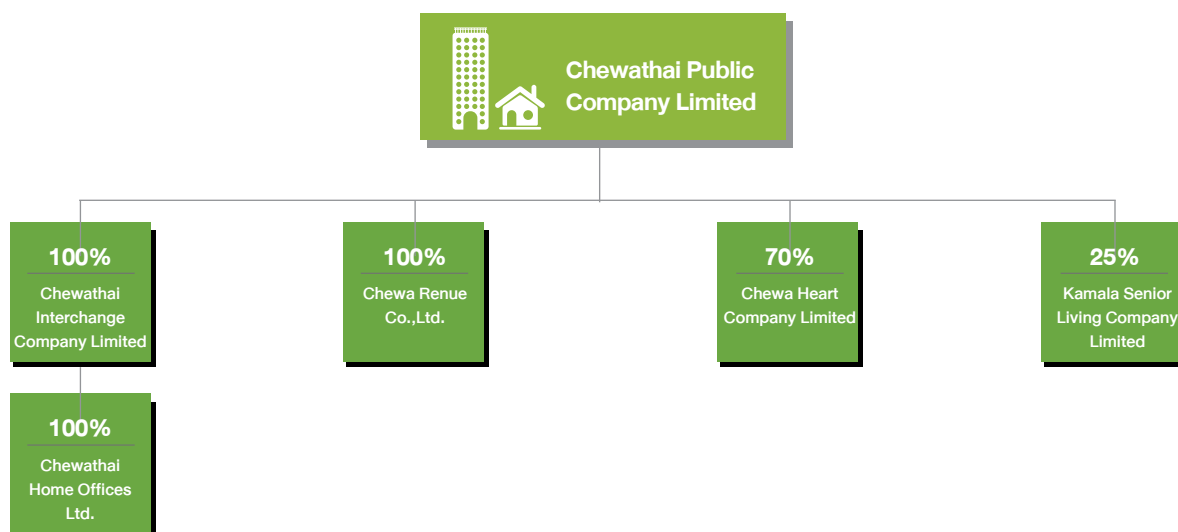 Chewathai Public
Company Limited
100%
Chewathai
Interchange
Company Limited
100%
Chewa Renue
Co.,Ltd.
70%
Chewa Heart
Company Limited
25%
Kamala Senior
Living Company
Limited
100%
Chewathai
Home Offices
Ltd.